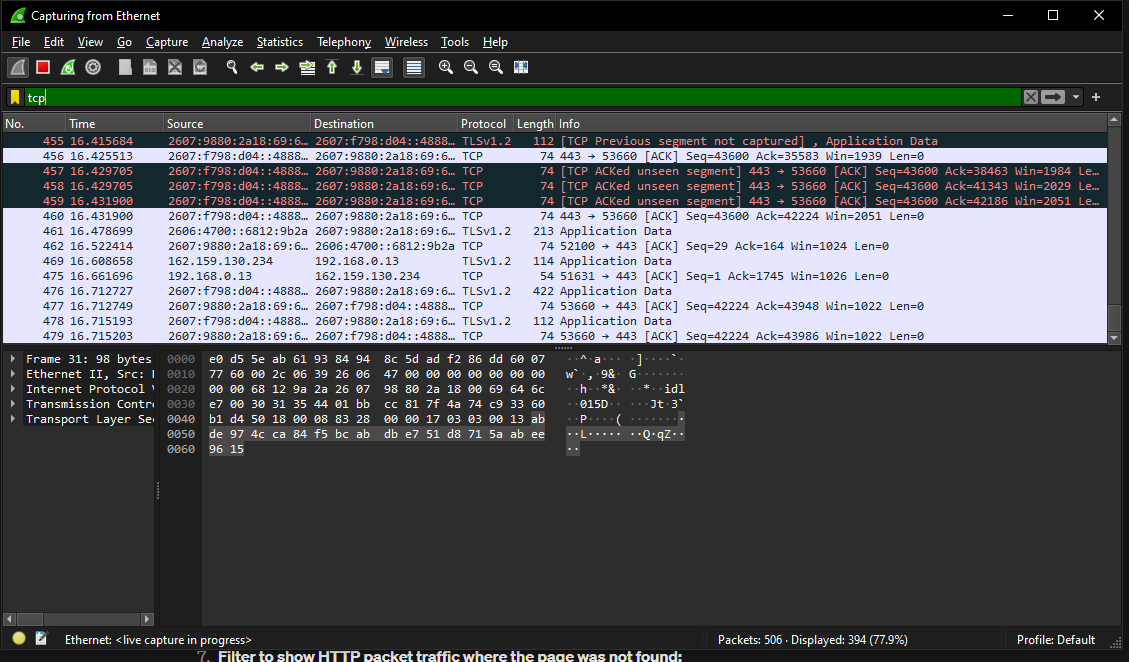 Capturing from Ethernet
File Edit View Go Capture Analyze Statistics Telephony Wireless Tools Help
tcp
No. Time Source Destination Protocol Length Info
455 16.415684 2607:9880:2a18:69:6… 2607:f798:d04::4888… TLSv1.2 112 [TCP Previous segment not captured] , Application Data
456 16.425513 2607:f798:d04::4888… 2607:9880:2a18:69:6… TCP 74 443 → 53660 [ACK] Seq=43600 Ack=35583 Win=1939 Len=0
457 16.429705 2607:f798:d04::4888… 2607:9880:2a18:69:6… TCP 74 [TCP ACKed unseen segment] 443 → 53660 [ACK] Seq=43600 Ack=38463 Win=1984 Le…
458 16.429705 2607:f798:d04::4888… 2607:9880:2a18:69:6… TCP 74 [TCP ACKed unseen segment] 443 → 53660 [ACK] Seq=43600 Ack=41343 Win=2029 Le…
459 16.431900 2607:f798:d04::4888… 2607:9880:2a18:69:6… TCP 74 [TCP ACKed unseen segment] 443 → 53660 [ACK] Seq=43600 Ack=42186 Win=2051 Le…
460 16.431900 2607:f798:d04::4888… 2607:9880:2a18:69:6… TCP 74 443 → 53660 [ACK] Seq=43600 Ack=42224 Win=2051 Len=0
461 16.478699 2606:4700::6812:9b2a 2607:9880:2a18:69:6… TLSv1.2 213 Application Data
462 16.522414 2607:9880:2a18:69:6… 2606:4700::6812:9b2a TCP 74 52100 → 443 [ACK] Seq=29 Ack=164 Win=1024 Len=0
469 16.608658 162.159.130.234 192.168.0.13 TLSv1.2 114 Application Data
475 16.661696 192.168.0.13 162.159.130.234 TCP 54 51631 → 443 [ACK] Seq=1 Ack=1745 Win=1026 Len=0
476 16.712727 2607:f798:d04::4888… 2607:9880:2a18:69:6… TLSv1.2 422 Application Data
477 16.712749 2607:9880:2a18:69:6… 2607:f798:d04::4888… TCP 74 53660 → 443 [ACK] Seq=42224 Ack=43948 Win=1022 Len=0
478 16.715193 2607:f798:d04::4888… 2607:9880:2a18:69:6… TLSv1.2 112 Application Data
479 16.715203 2607:9880:2a18:69:6… 2607:f798:d04::4888… TCP 74 53660 → 443 [ACK] Seq=42224 Ack=43986 Win=1022 Len=0
Frame 31: 98 bytes
Ethernet II, Src:
Internet Protocol
Transmission Contro
Transport Layer Sec
0000 e0 d5 5e ab 61 93 84 94 8c 5d ad f2 86 dd 60 07 ··^·a··· ·]····`·
0010 77 60 00 2c 06 39 26 06 47 00 00 00 00 00 00 00 w`·,·9&· G·······
0020 00 00 68 12 9a 2a 26 07 98 80 2a 18 00 69 64 6c ··h··*&· ··*··idl
0030 e7 00 30 31 35 44 01 bb cc 81 7f 4a 74 c9 33 60 ··015D·· ···Jt·3`
0040 b1 d4 50 18 00 08 83 28 00 00 17 03 03 00 13 ab ··P····( ········
0050 de 97 4c ca 84 f5 bc ab db e7 51 d8 71 5a ab ee ··L····· ··Q·qZ··
0060 96 15 ··
Ethernet: <live capture in progress> Packets: 506 · Displayed: 394 (77.9%) Profile: Default
7. Filter to show HTTP packet traffic where the page was not found: